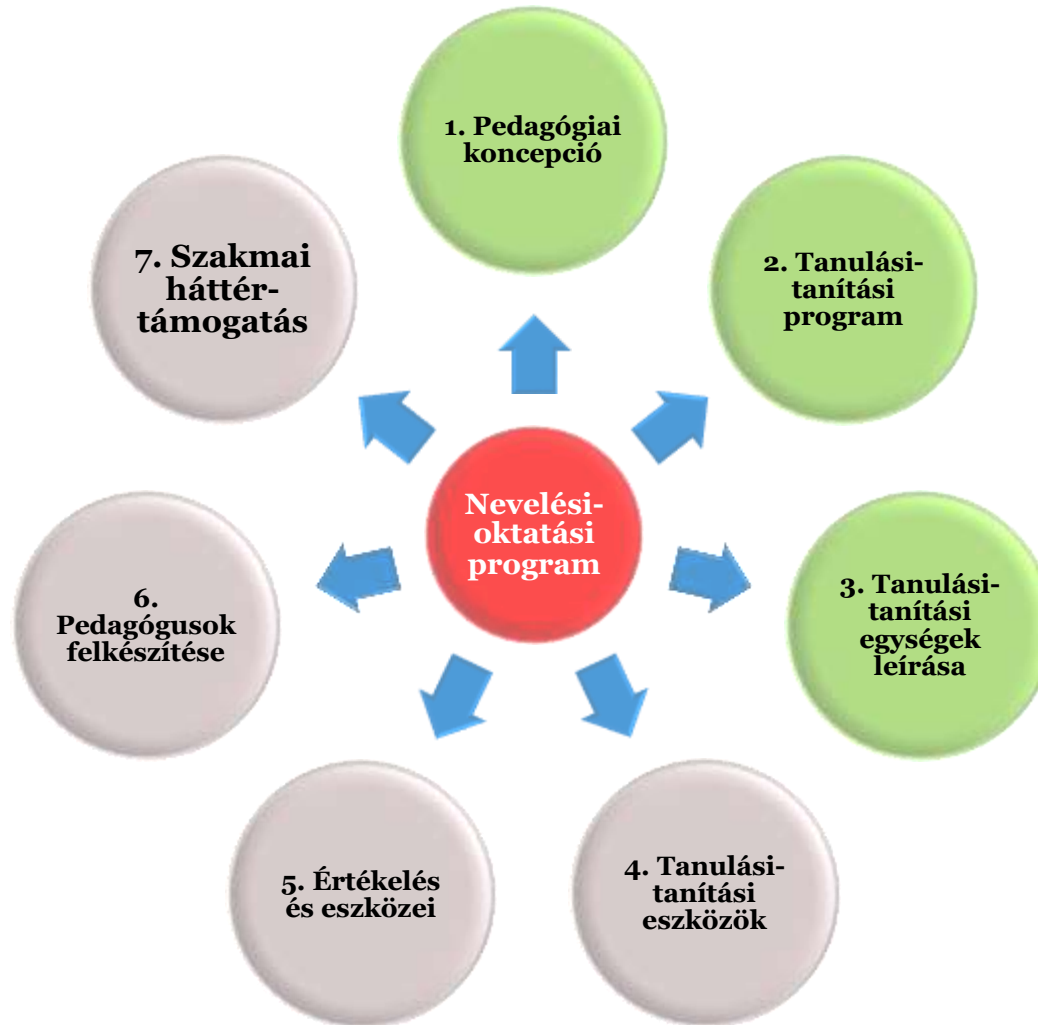 1. Pedagógiai
koncepció
2. Tanulási-
tanítási
program
3. Tanulási-
tanítási
egységek
leírása
4. Tanulási-
tanítási
eszközök
5. Értékelés
és eszközei
6.
Pedagógusok
felkészítése
7. Szakmai
háttér-
támogatás
Nevelési-
oktatási
program